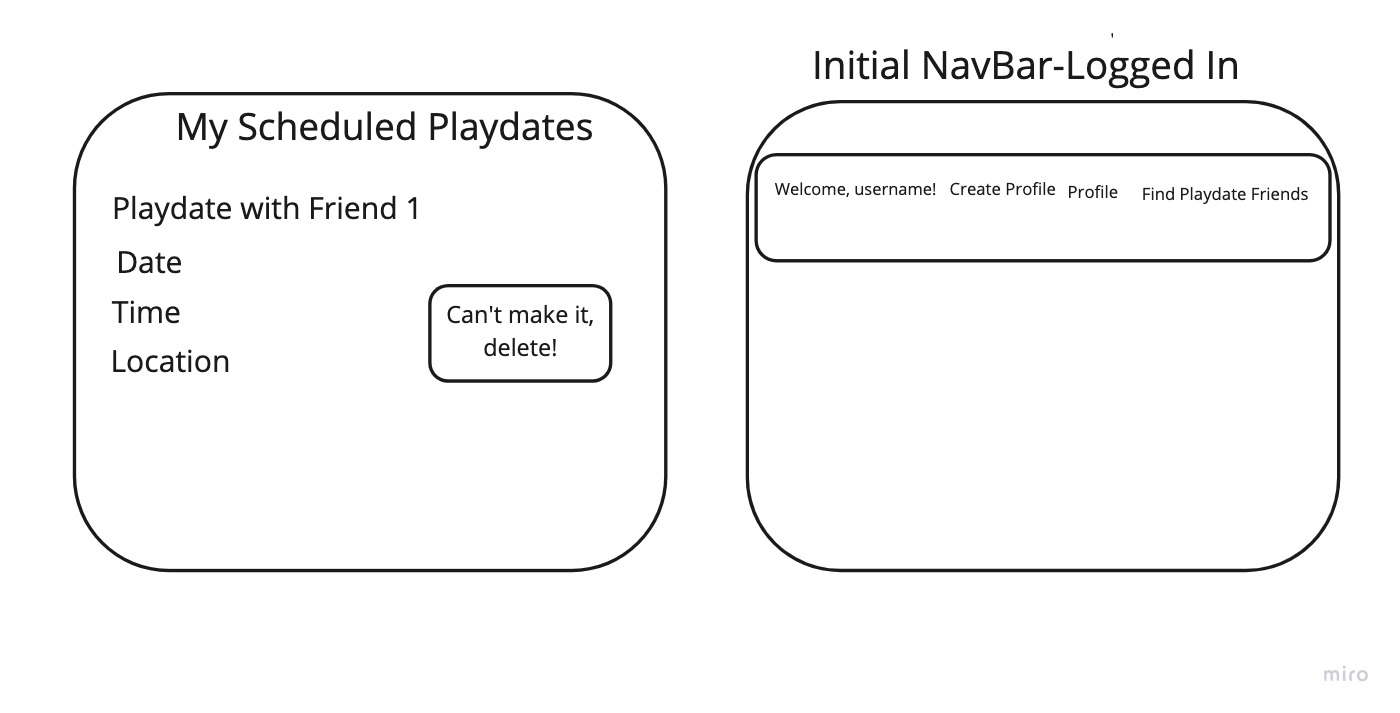 My Scheduled Playdates
Playdate with Friend 1
Date
Time
Location
Can't make it,
delete!
'
Initial NavBar-Logged In
Welcome, username! Create Profile Profile Find Playdate Friends
miro